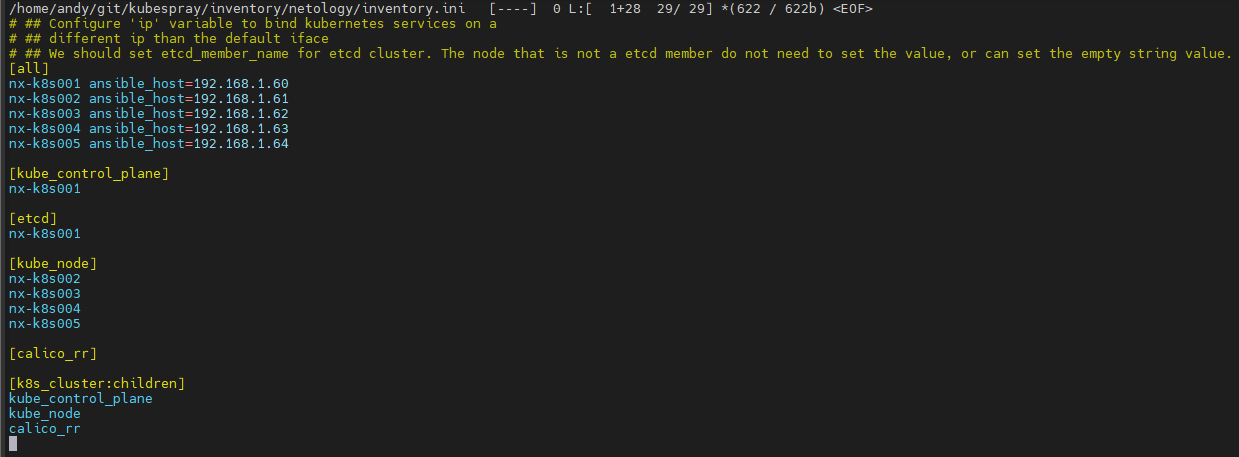 /home/andy/git/kubespray/inventory/netology/inventory.ini   [----]  0 L:[  1+28  29/ 29] *(622 / 622b) <EOF>
# ## Configure 'ip' variable to bind kubernetes services on a
# ## different ip than the default iface
# ## We should set etcd_member_name for etcd cluster. The node that is not a etcd member do not need to set the value, or can set the empty string value.
[all]
nx-k8s001 ansible_host=192.168.1.60
nx-k8s002 ansible_host=192.168.1.61
nx-k8s003 ansible_host=192.168.1.62
nx-k8s004 ansible_host=192.168.1.63
nx-k8s005 ansible_host=192.168.1.64
[kube_control_plane]
nx-k8s001
[etcd]
nx-k8s001
[kube_node]
nx-k8s002
nx-k8s003
nx-k8s004
nx-k8s005
[calico_rr]
[k8s_cluster:children]
kube_control_plane
kube_node
calico_rr